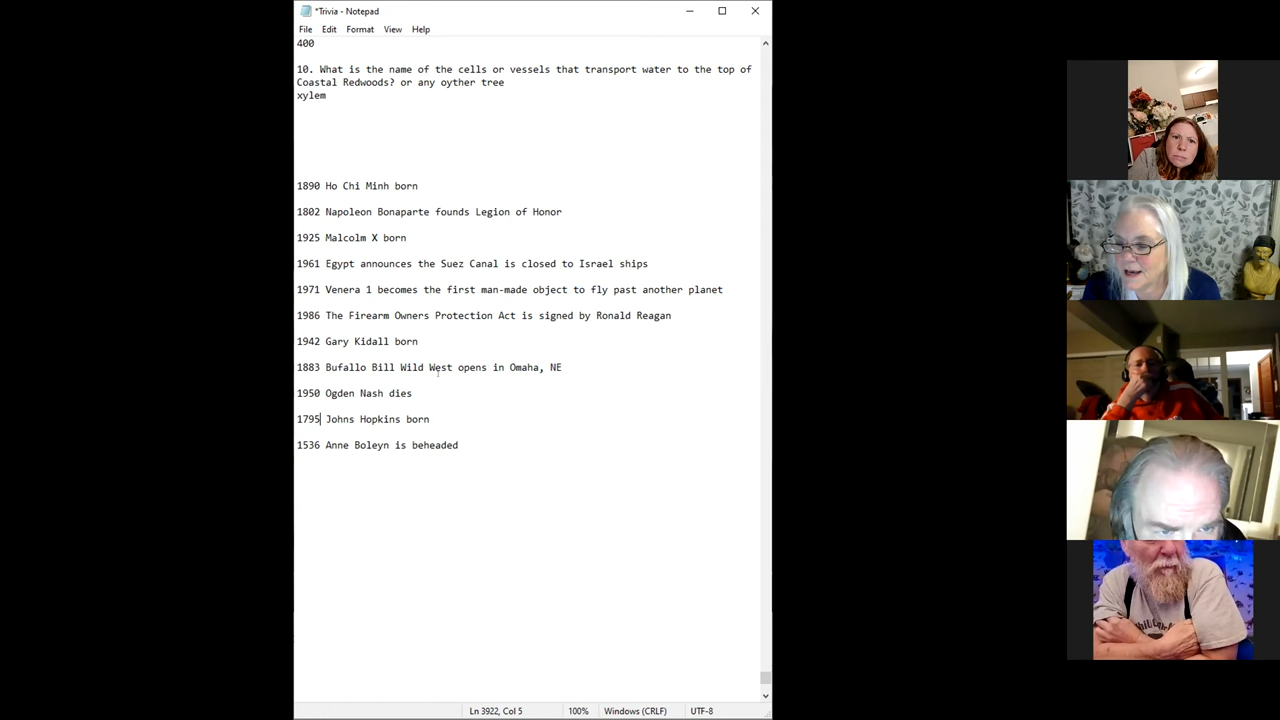 *Trivia - Notepad
File Edit Format View Help
400
10. What is the name of the cells or vessels that transport water to the top of
Coastal Redwoods? or any oyther tree
xylem
1890 Ho Chi Minh born
1802 Napoleon Bonaparte founds Legion of Honor
1925 Malcolm X born
1961 Egypt announces the Suez Canal is closed to Israel ships
1971 Venera 1 becomes the first man-made object to fly past another planet
1986 The Firearm Owners Protection Act is signed by Ronald Reagan
1942 Gary Kidall born
1883 Bufallo Bill Wild West opens in Omaha, NE
1950 Ogden Nash dies
1795 Johns Hopkins born
1536 Anne Boleyn is beheaded
Ln 3922, Col 5 100% Windows (CRLF) UTF-8